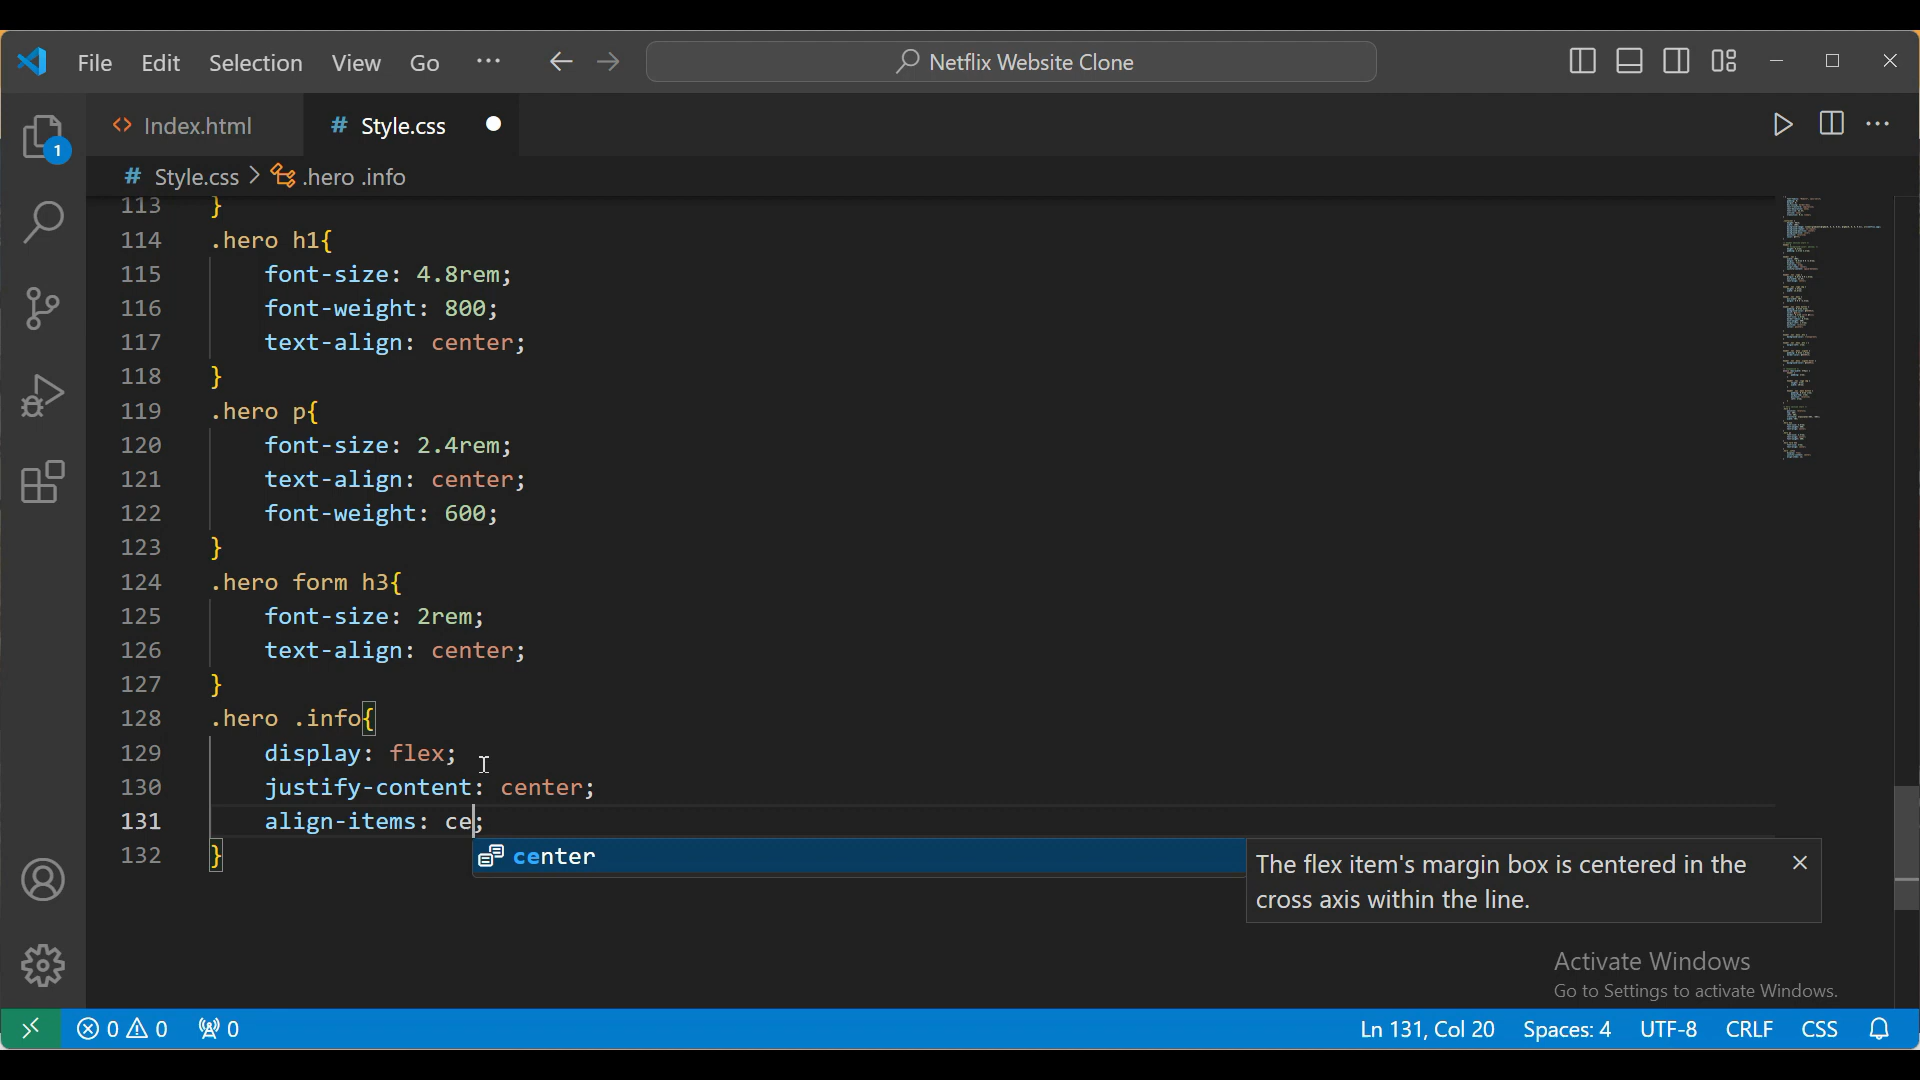 File Edit Selection View Go ··· Netflix Website Clone
Index.html # Style.css
# Style.css > .hero .info
113 }
114 .hero h1{
115 font-size: 4.8rem;
116 font-weight: 800;
117 text-align: center;
118 }
119 .hero p{
120 font-size: 2.4rem;
121 text-align: center;
122 font-weight: 600;
123 }
124 .hero form h3{
125 font-size: 2rem;
126 text-align: center;
127 }
128 .hero .info{
129 display: flex;
130 justify-content: center;
131 align-items: ce;
132 }
center
The flex item's margin box is centered in the
cross axis within the line.
1
Activate Windows
Go to Settings to activate Windows.
0 0 0 Ln 131, Col 20 Spaces: 4 UTF-8 CRLF CSS